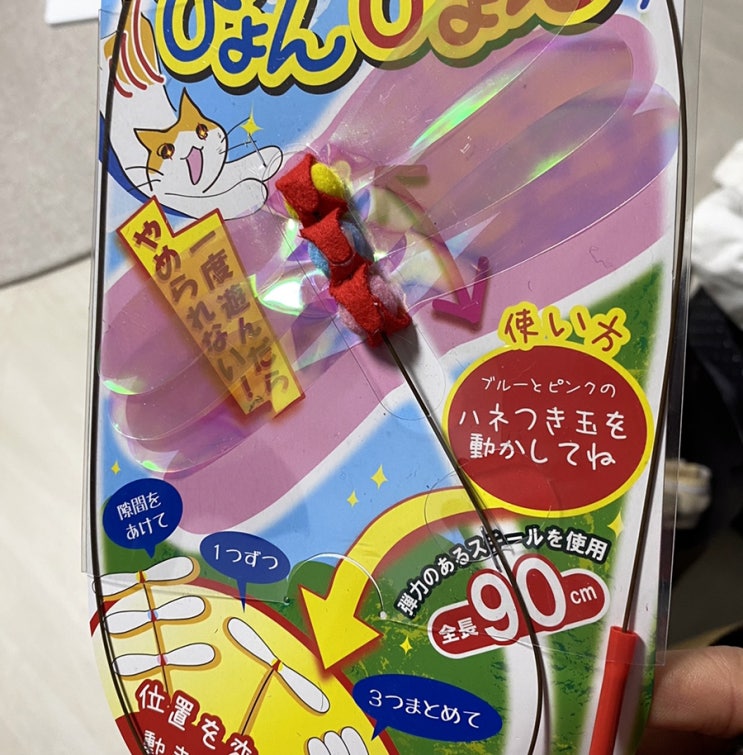 ぴょんぴょん
一度遊んだら
やめられない!
使い方
ブルーとピンクの
ハネつき玉を
動かしてね
隙間を
あけて
1つずつ
弾力のあるスチールを使用
全長90cm
3つまとめて
位置を変
動